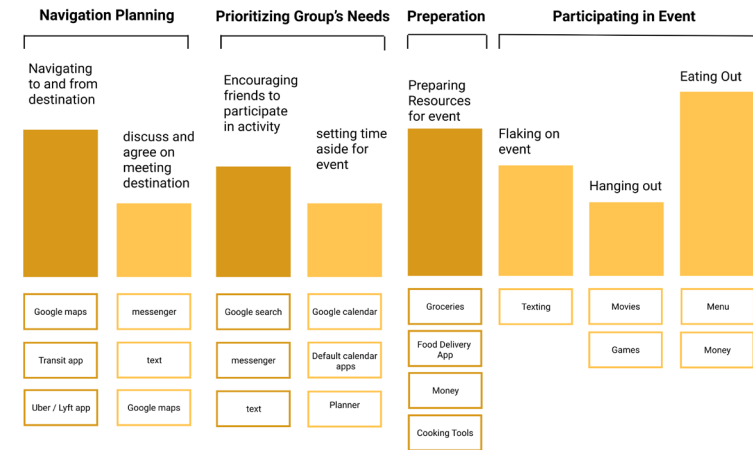 Navigation Planning
Prioritizing Group's Needs
Preperation
Participating in Event
Navigating
to and from
destination
discuss and
agree on
meeting
destination
Encouraging
friends to
participate
in activity
setting time
aside for
event
Preparing
Resources
for event
Flaking on
event
Hanging out
Eating Out
Google maps
Transit app
Uber / Lyft app
messenger
text
Google maps
Google search
messenger
text
Google calendar
Default calendar
apps
Planner
Groceries
Food Delivery
App
Money
Cooking Tools
Texting
Movies
Games
Menu
Money